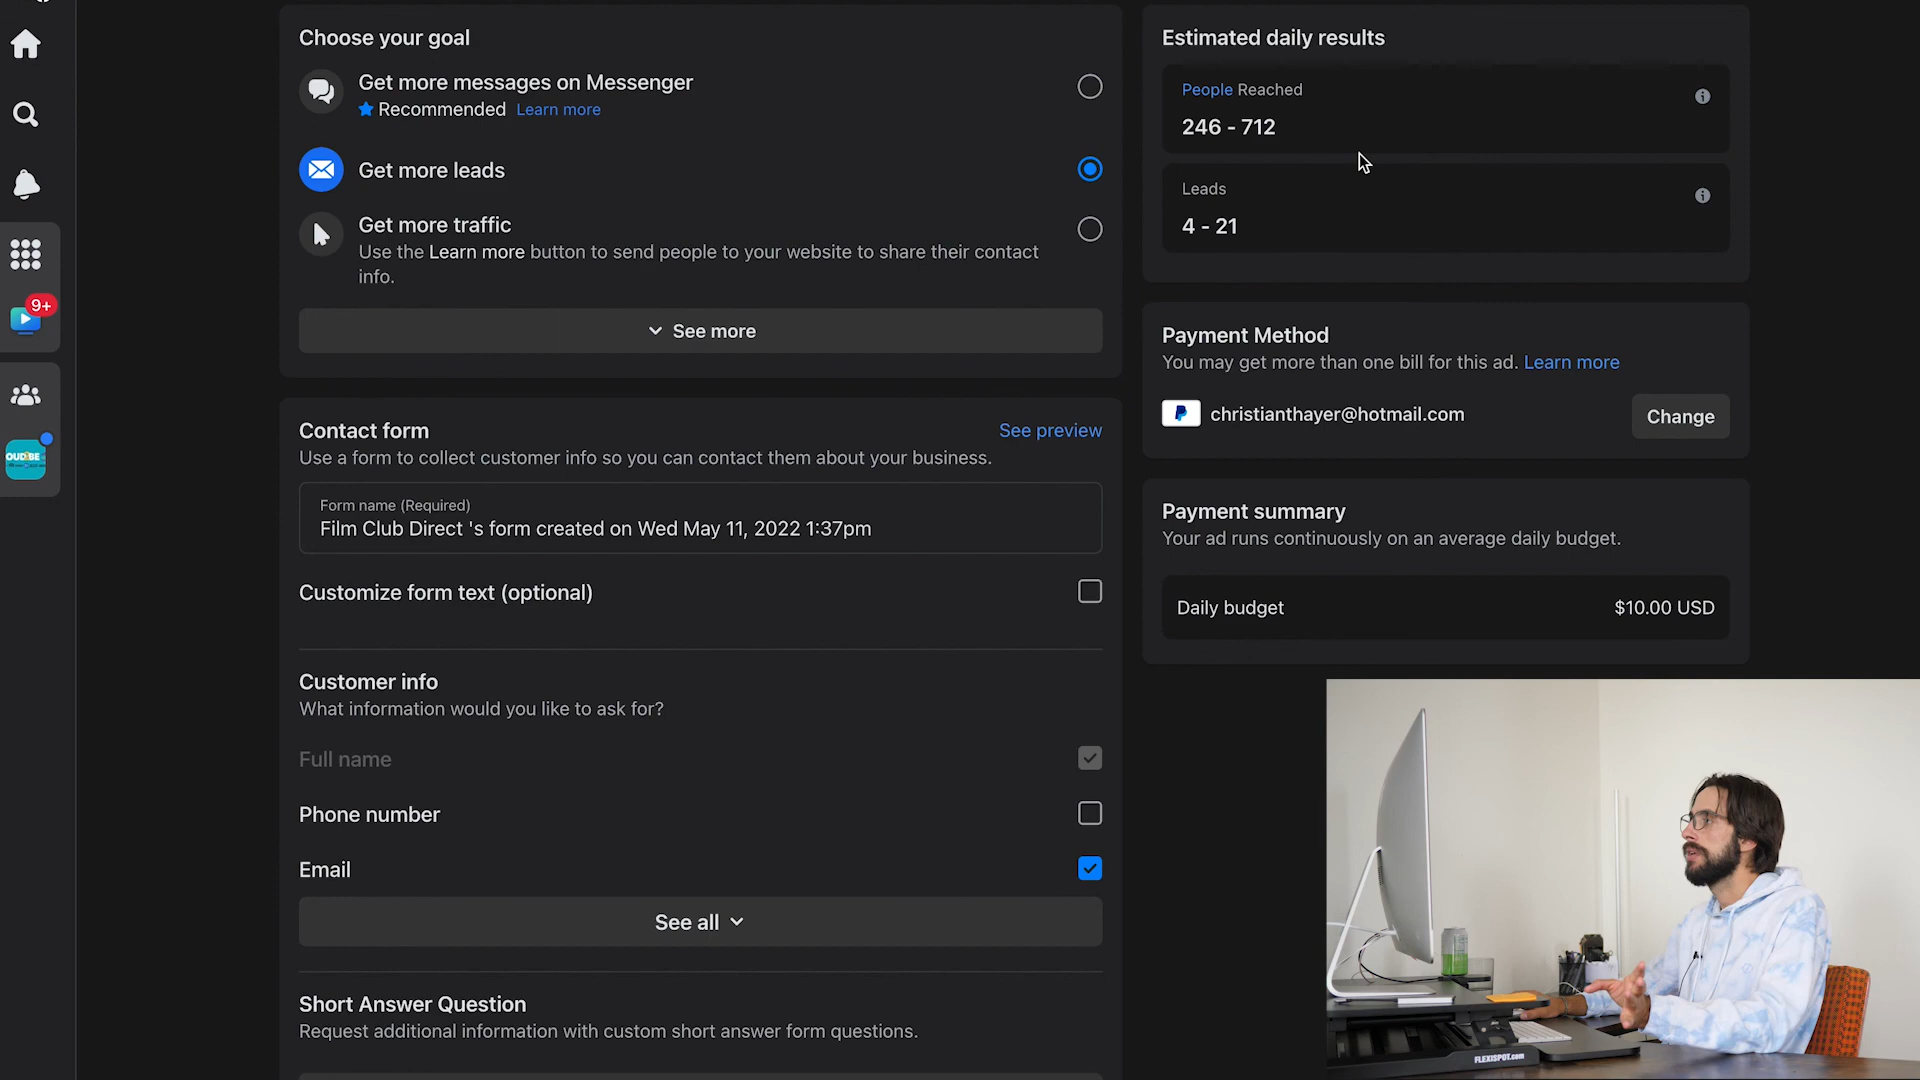 Choose your goal
Get more messages on Messenger
Recommended Learn more
Get more leads
Get more traffic
Use the Learn more button to send people to your website to share their contact
info.
See more
9+
OUD BE
Contact form
See preview
Use a form to collect customer info so you can contact them about your business.
Form name (Required)
Film Club Direct 's form created on Wed May 11, 2022 1:37pm
Customize form text (optional)
Customer info
What information would you like to ask for?
Full name
Phone number
Email
See all
Short Answer Question
Request additional information with custom short answer form questions.
Estimated daily results
People Reached
246 - 712
Leads
4 - 21
Payment Method
You may get more than one bill for this ad. Learn more
christianthayer@hotmail.com
Change
Payment summary
Your ad runs continuously on an average daily budget.
Daily budget
$10.00 USD
FLEXISPOT.com